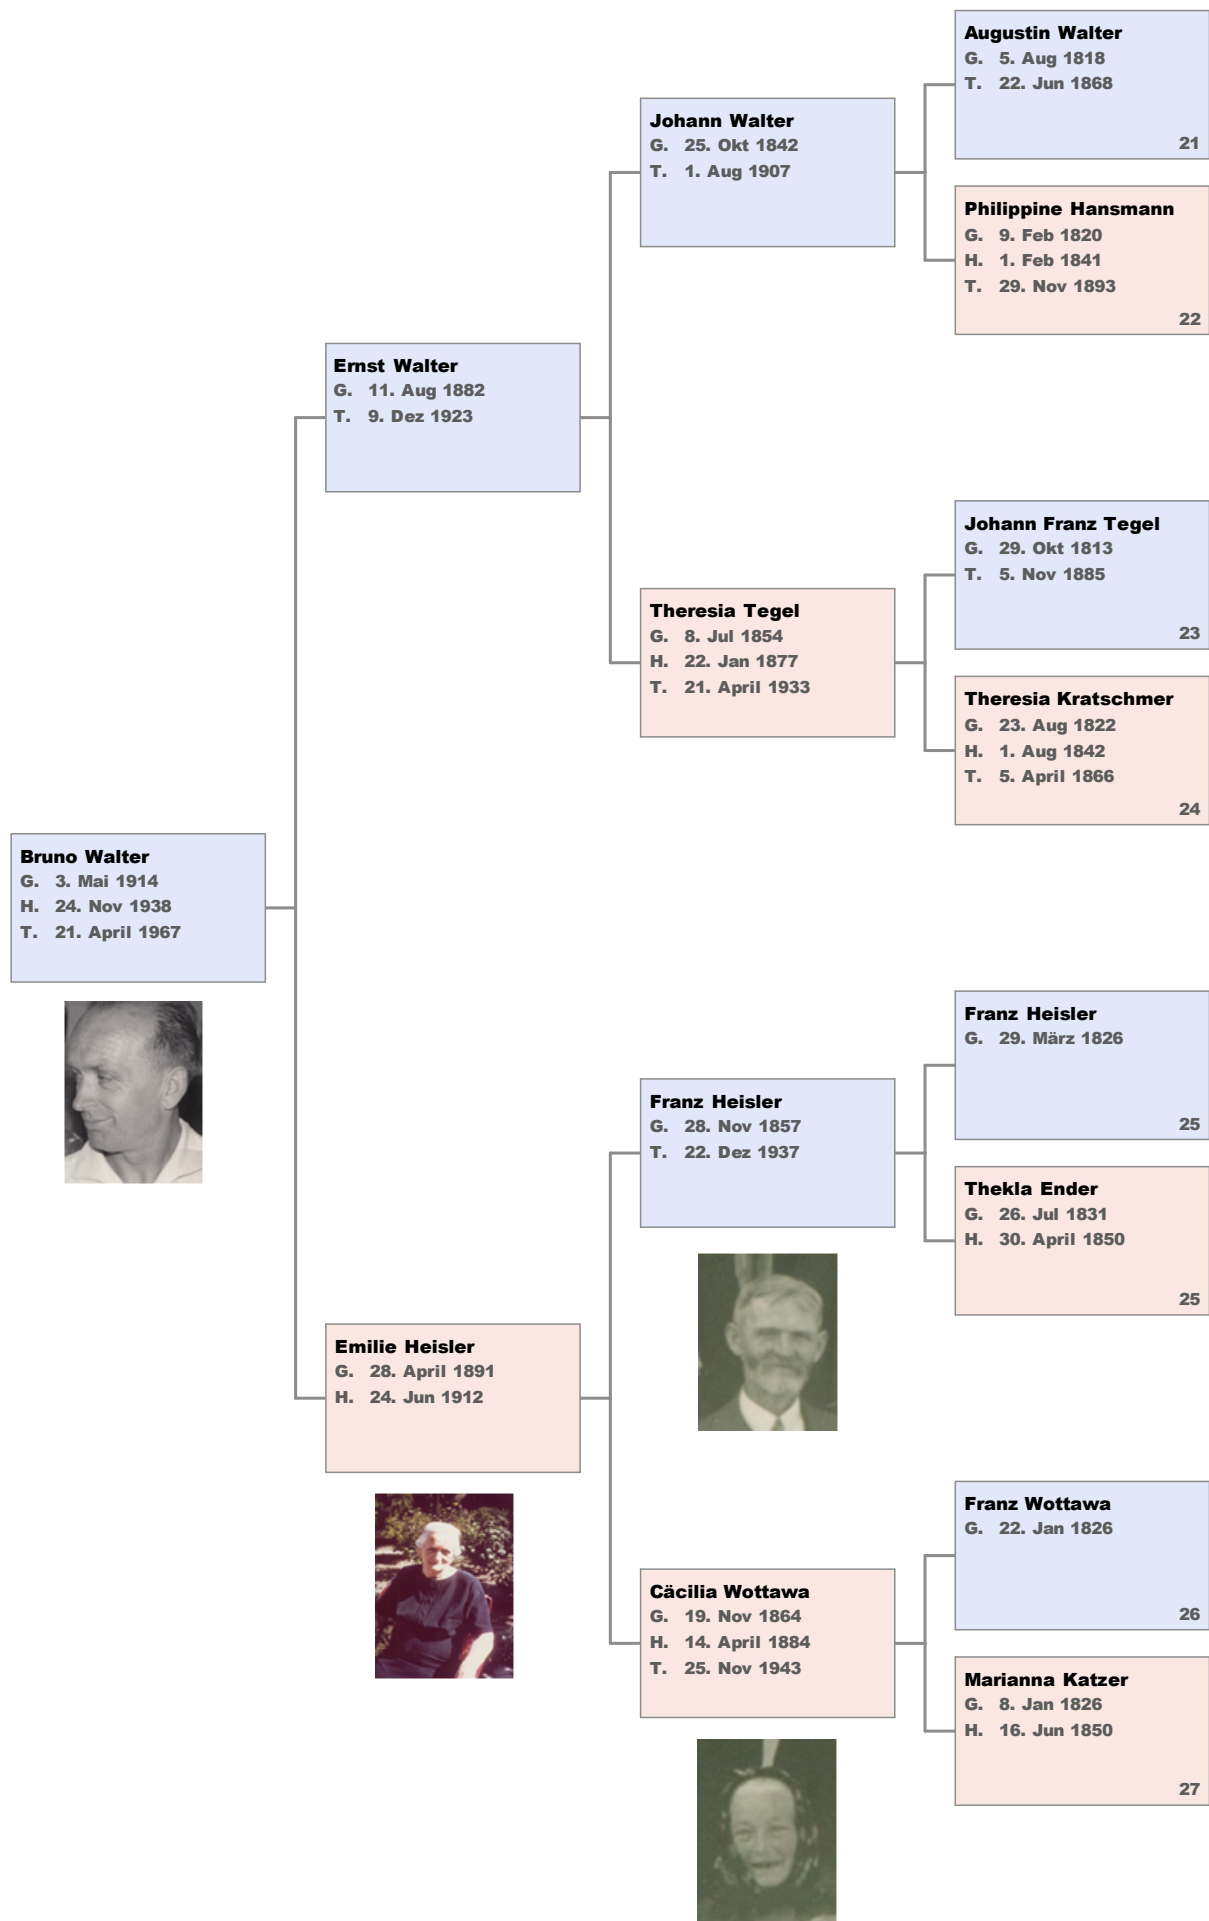 Augustin Walter
G. 5. Aug 1818
T. 22. Jun 1868
21
Johann Walter
G. 25. Okt 1842
T. 1. Aug 1907
Philippine Hansmann
G. 9. Feb 1820
H. 1. Feb 1841
T. 29. Nov 1893
22
Ernst Walter
G. 11. Aug 1882
T. 9. Dez 1923
Johann Franz Tegel
G. 29. Okt 1813
T. 5. Nov 1885
23
Theresia Tegel
G. 8. Jul 1854
H. 22. Jan 1877
T. 21. April 1933
Theresia Kratschmer
G. 23. Aug 1822
H. 1. Aug 1842
T. 5. April 1866
24
Bruno Walter
G. 3. Mai 1914
H. 24. Nov 1938
T. 21. April 1967
Franz Heisler
G. 29. März 1826
25
Franz Heisler
G. 28. Nov 1857
T. 22. Dez 1937
Thekla Ender
G. 26. Jul 1831
H. 30. April 1850
25
Emilie Heisler
G. 28. April 1891
H. 24. Jun 1912
Franz Wottawa
G. 22. Jan 1826
26
Cäcilia Wottawa
G. 19. Nov 1864
H. 14. April 1884
T. 25. Nov 1943
Marianna Katzer
G. 8. Jan 1826
H. 16. Jun 1850
27